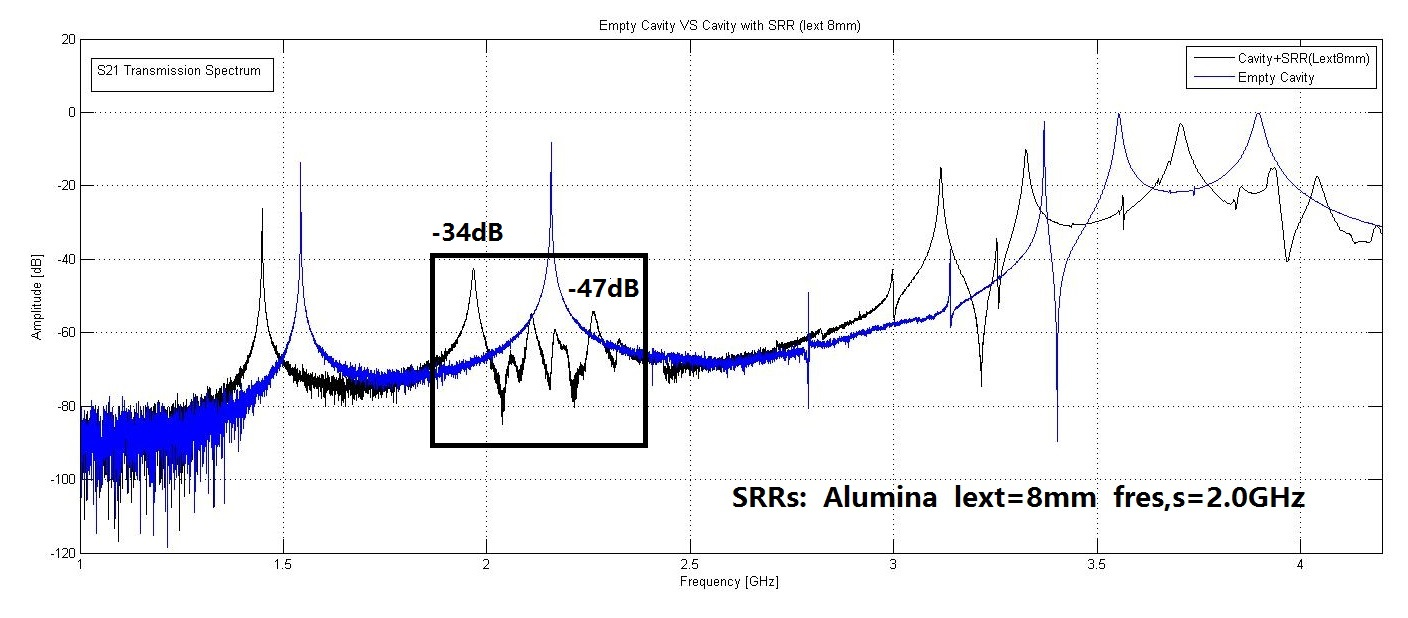 Empty Cavity VS Cavity with SRR (lext 8mm)
20
S21 Transmission Spectrum
Cavity+SRR(Lext8mm)
Empty Cavity
0
-20
-34dB
-40
-47dB
Amplitude [dB]
-60
-80
-100
SRRs: Alumina lext=8mm fres,s=2.0GHz
-120
1 1.5 2 2.5 3 3.5 4
Frequency [GHz]